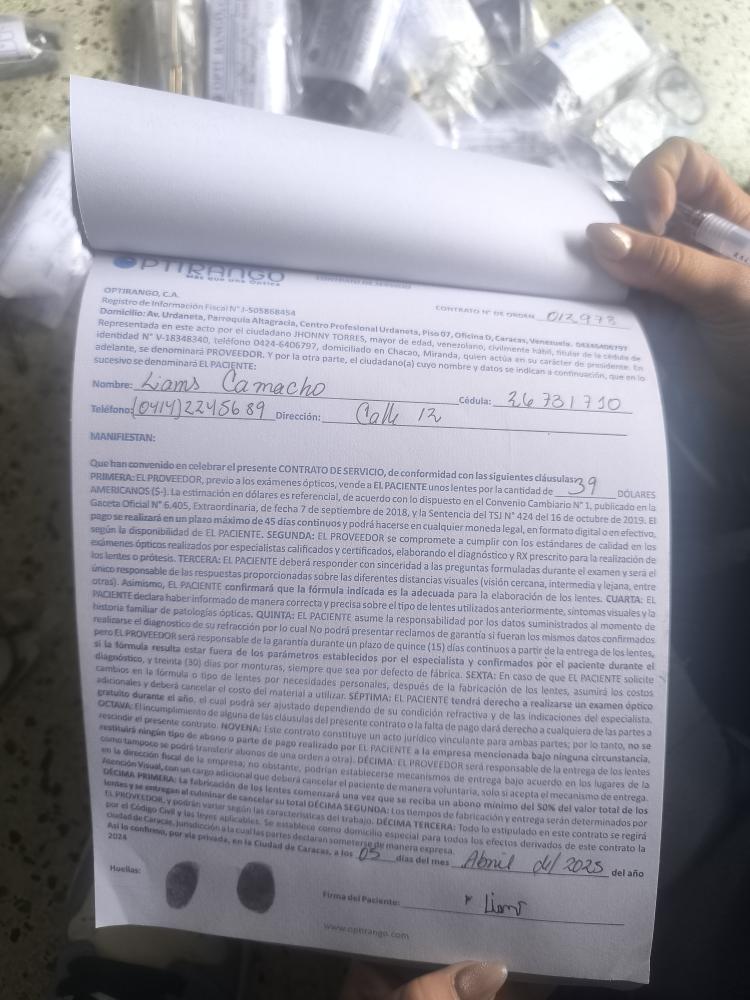 OPTIRANGO
MÁS QUE UNA ÓPTICA
CONTRATO DE SERVICIO
OPTIRANGO, C.A.
Registro de Información Fiscal N° J-505868454
CONTRATO N° DE ORDEN 012973
Domicilio: Av. Urdaneta, Parroquia Altagracia, Centro Profesional Urdaneta, Piso 07, Oficina D, Caracas, Venezuela. 04246406797
Representada en este acto por el ciudadano JHONNY TORRES, mayor de edad, venezolano, civilmente hábil, titular de la cédula de
identidad N° V-18348340, teléfono 0424-6406797, domiciliado en Chacao, Miranda, quien actúa en su carácter de presidente. En
adelante, se denominará PROVEEDOR. Y por la otra parte, el ciudadano(a) cuyo nombre y datos se indican a continuación, que en lo
sucesivo se denominará EL PACIENTE:
Nombre: Liams Camacho Cédula: 26731710
Teléfono: (0414)2245689 Dirección: Calle 12
MANIFIESTAN:
Que han convenido en celebrar el presente CONTRATO DE SERVICIO, de conformidad con las siguientes cláusulas:
PRIMERA: EL PROVEEDOR, previo a los exámenes ópticos, vende a EL PACIENTE unos lentes por la cantidad de 39 DÓLARES
AMERICANOS ($-). La estimación en dólares es referencial, de acuerdo con lo dispuesto en el Convenio Cambiario N° 1, publicado en la
Gaceta Oficial N° 6.405, Extraordinaria, de fecha 7 de septiembre de 2018, y la Sentencia del TSJ N° 424 del 16 de octubre de 2019. El
pago se realizará en un plazo máximo de 45 días continuos y podrá hacerse en cualquier moneda legal, en formato digital o en efectivo,
según la disponibilidad de EL PACIENTE. SEGUNDA: EL PROVEEDOR se compromete a cumplir con los estándares de calidad en los
exámenes ópticos realizados por especialistas calificados y certificados, elaborando el diagnóstico y RX prescrito para la realización de
los lentes o prótesis. TERCERA: EL PACIENTE deberá responder con sinceridad a las preguntas formuladas durante el examen y será el
único responsable de las respuestas proporcionadas sobre las diferentes distancias visuales (visión cercana, intermedia y lejana, entre
otras). Asimismo, EL PACIENTE confirmará que la fórmula indicada es la adecuada para la elaboración de los lentes. CUARTA: EL
PACIENTE declara haber informado de manera correcta y precisa sobre el tipo de lentes utilizados anteriormente, síntomas visuales y la
historia familiar de patologías ópticas. QUINTA: EL PACIENTE asume la responsabilidad por los datos suministrados al momento de
realizarse el diagnostico de su refracción por lo cual No podrá presentar reclamos de garantía si fueran los mismos datos confirmados
pero EL PROVEEDOR será responsable de la garantía durante un plazo de quince (15) días continuos a partir de la entrega de los lentes,
si la fórmula resulta estar fuera de los parámetros establecidos por el especialista y confirmados por el paciente durante el
diagnóstico, y treinta (30) días por monturas, siempre que sea por defecto de fábrica. SEXTA: En caso de que EL PACIENTE solicite
cambios en la fórmula o tipo de lentes por necesidades personales, después de la fabricación de los lentes, asumirá los costos
adicionales y deberá cancelar el costo del material a utilizar. SÉPTIMA: EL PACIENTE tendrá derecho a realizarse un examen óptico
gratuito durante el año, el cual podrá ser ajustado dependiendo de su condición refractiva y de las indicaciones del especialista.
OCTAVA: El incumplimiento de alguna de las cláusulas del presente contrato o la falta de pago dará derecho a cualquiera de las partes a
rescindir el presente contrato. NOVENA: Este contrato constituye un acto jurídico vinculante para ambas partes; por lo tanto, no se
restituirá ningún tipo de abono o parte de pago realizado por EL PACIENTE a la empresa mencionada bajo ninguna circunstancia,
como tampoco se podrá transferir abonos de una orden a otra). DÉCIMA: EL PROVEEDOR será responsable de la entrega de los lentes
en la dirección fiscal de la empresa; no obstante, podrían establecerse mecanismos de entrega bajo acuerdo en los lugares de la
Atención Visual, con un cargo adicional que deberá cancelar el paciente de manera voluntaria, solo si acepta el mecanismo de entrega.
DÉCIMA PRIMERA: La fabricación de los lentes comenzará una vez que se reciba un abono mínimo del 50% del valor total de los
lentes y se entregan al culminar de cancelar su total DÉCIMA SEGUNDA: Los tiempos de fabricación y entrega serán determinados por
EL PROVEEDOR, y podrán variar según las características del trabajo. DÉCIMA TERCERA: Todo lo estipulado en este contrato se regirá
por el Código Civil y las leyes aplicables. Se establece como domicilio especial para todos los efectos derivados de este contrato la
ciudad de Caracas, jurisdicción a la cual las partes declaran someterse de manera expresa.
Así lo confirmo, por vía privada, en la Ciudad de Caracas, a los 05 días del mes Abril del 2025 del año
2024
Huellas:
Firma del Paciente: Liams
www.optirango.com